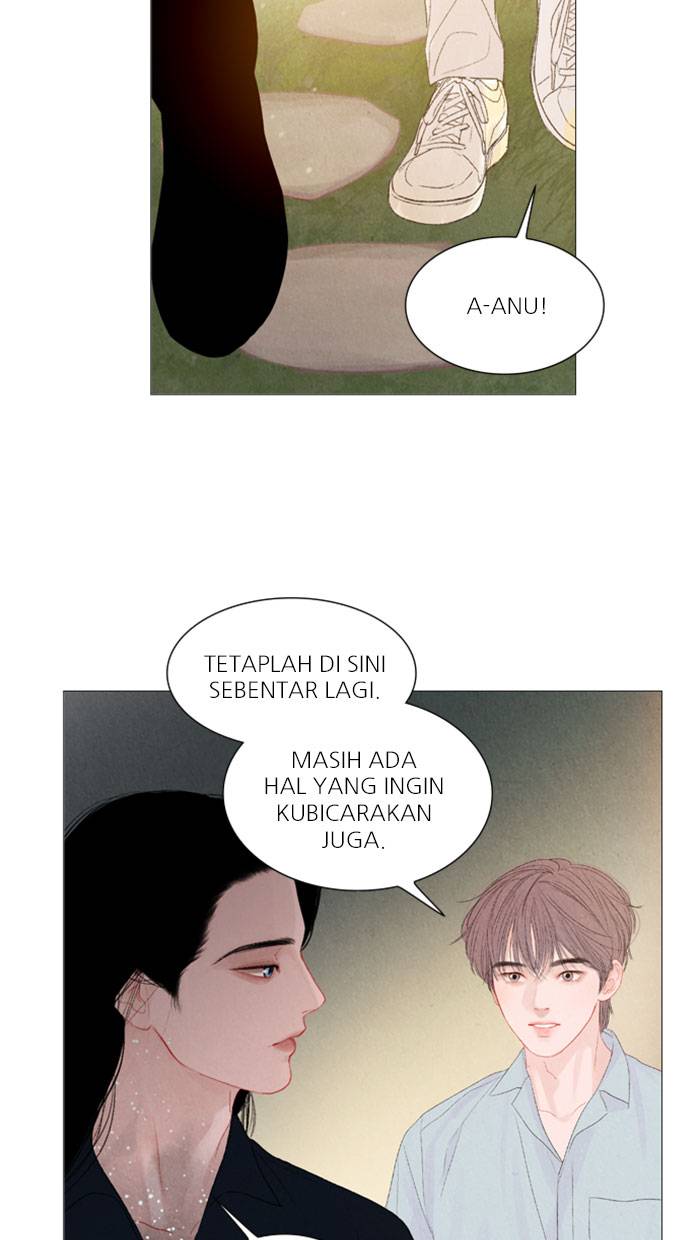 A-ANU!
TETAPLAH DI SINI
SEBENTAR LAGI.
MASIH ADA
HAL YANG INGIN
KUBICARAKAN
JUGA.